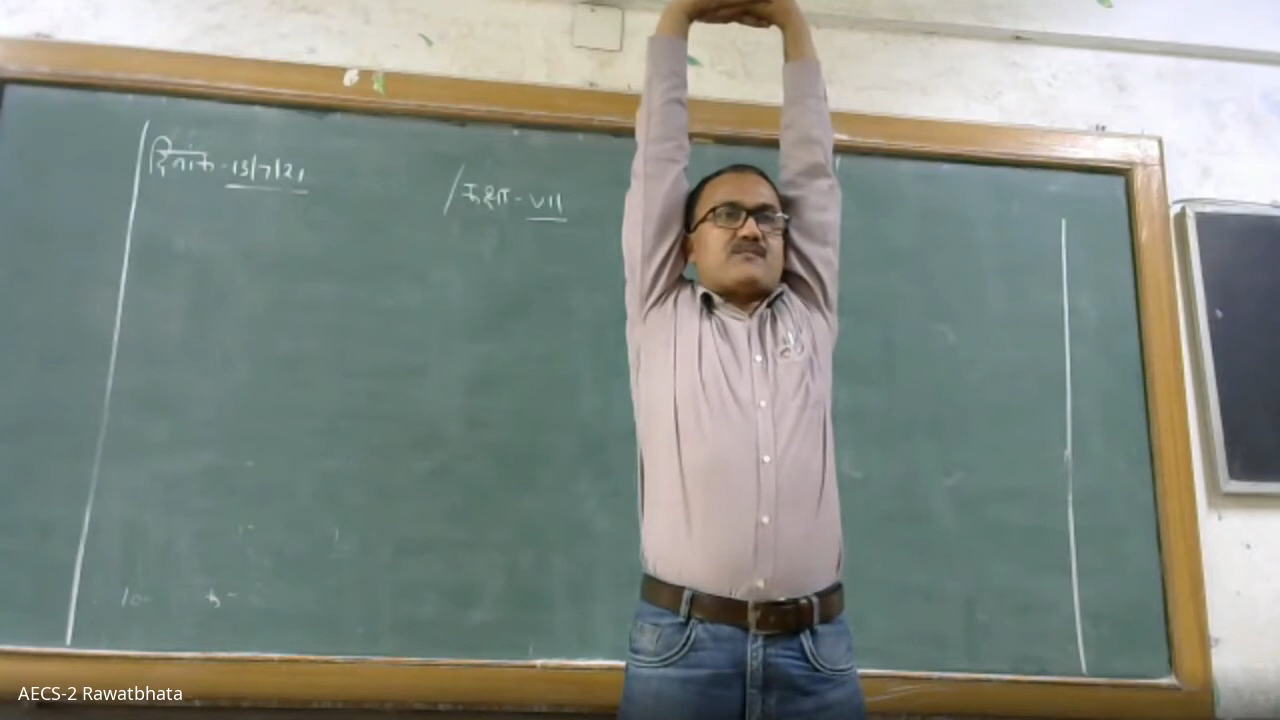 दिनांक - 13/7/21
कक्षा - VII
AECS-2 Rawatbhata